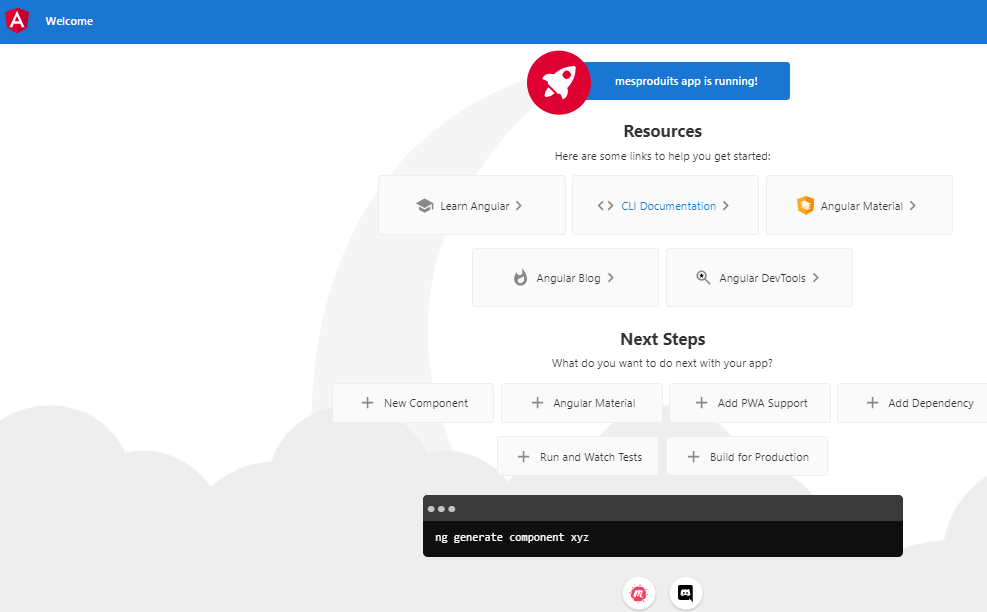 Welcome
mesproduits app is running!
Resources
Here are some links to help you get started:
Learn Angular
CLI Documentation
Angular Material
Angular Blog
Angular DevTools
Next Steps
What do you want to do next with your app?
New Component
Angular Material
Add PWA Support
Add Dependency
Run and Watch Tests
Build for Production
ng generate component xyz